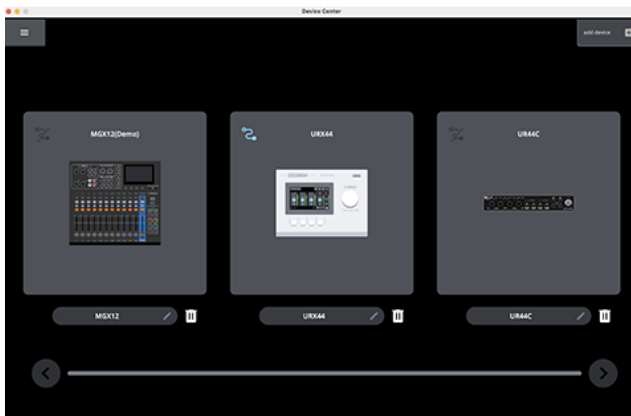 Device Center
add device
MGX12(Demo)
URX44
UR44C
MGX12
URX44
UR44C